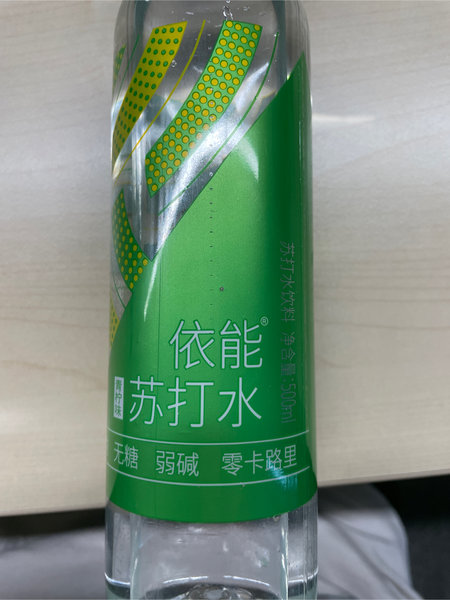 依能®
青柠味
苏打水
无糖 弱碱 零卡路里
苏打水饮料 净含量:500ml